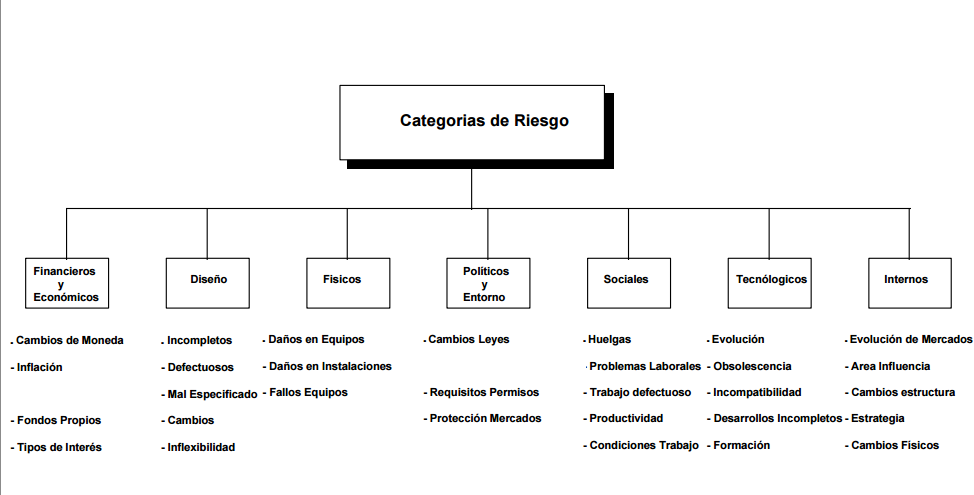 Categorias de Riesgo
Financieros
y
Económicos
Diseño
Fisicos
Politicos
y
Entorno
Sociales
Tecnólogicos
Internos
. Cambios de Moneda
- Inflación
- Fondos Propios
- Tipos de Interés
. Incompletos
- Defectuosos
- Mal Especificado
- Cambios
- Inflexibilidad
- Daños en Equipos
- Daños en Instalaciones
- Fallos Equipos
- Cambios Leyes
- Requisitos Permisos
- Protección Mercados
- Huelgas
- Problemas Laborales
- Trabajo defectuoso
- Productividad
- Condiciones Trabajo
- Evolución
- Obsolescencia
- Incompatibilidad
- Desarrollos Incompletos
- Formación
- Evolución de Mercados
- Area Influencia
- Cambios estructura
- Estrategia
- Cambios Fisicos